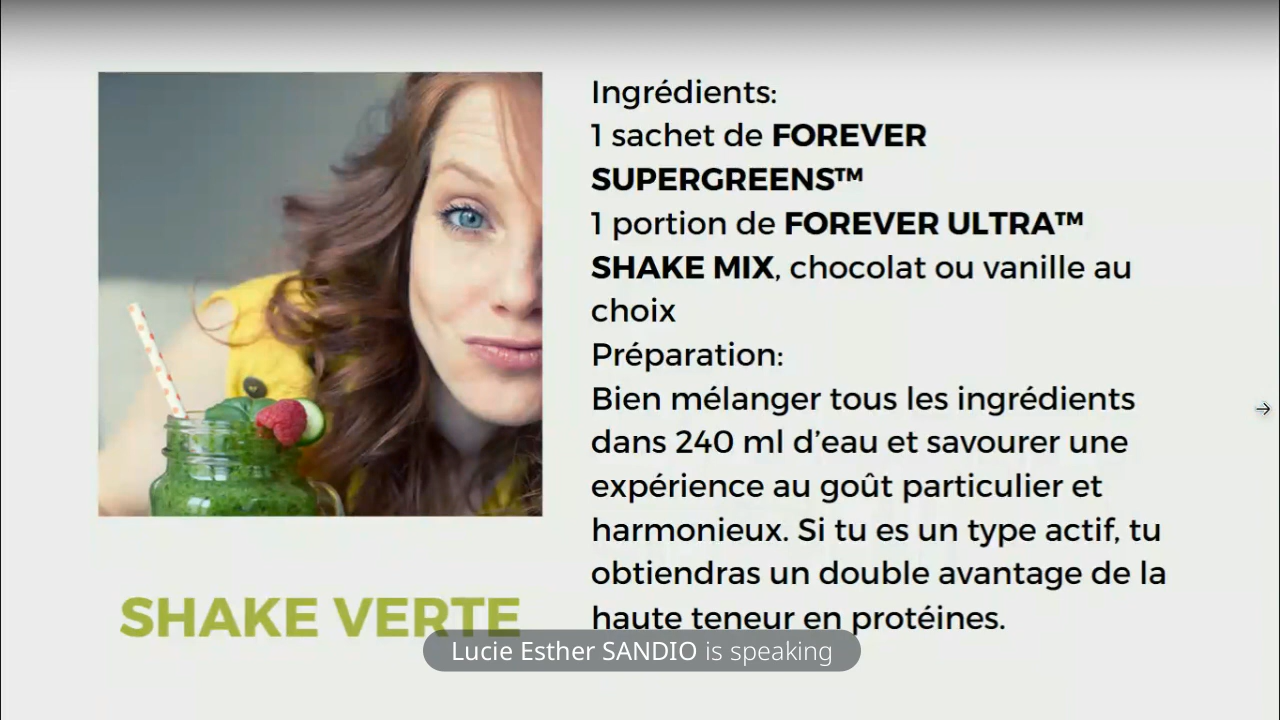 Ingrédients:
1 sachet de FOREVER
SUPERGREENS™
1 portion de FOREVER ULTRA™
SHAKE MIX, chocolat ou vanille au
choix
Préparation:
Bien mélanger tous les ingrédients
dans 240 ml d’eau et savourer une
expérience au goût particulier et
harmonieux. Si tu es un type actif, tu
obtiendras un double avantage de la
haute teneur en protéines.
SHAKE VERTE
Lucie Esther SANDIO is speaking